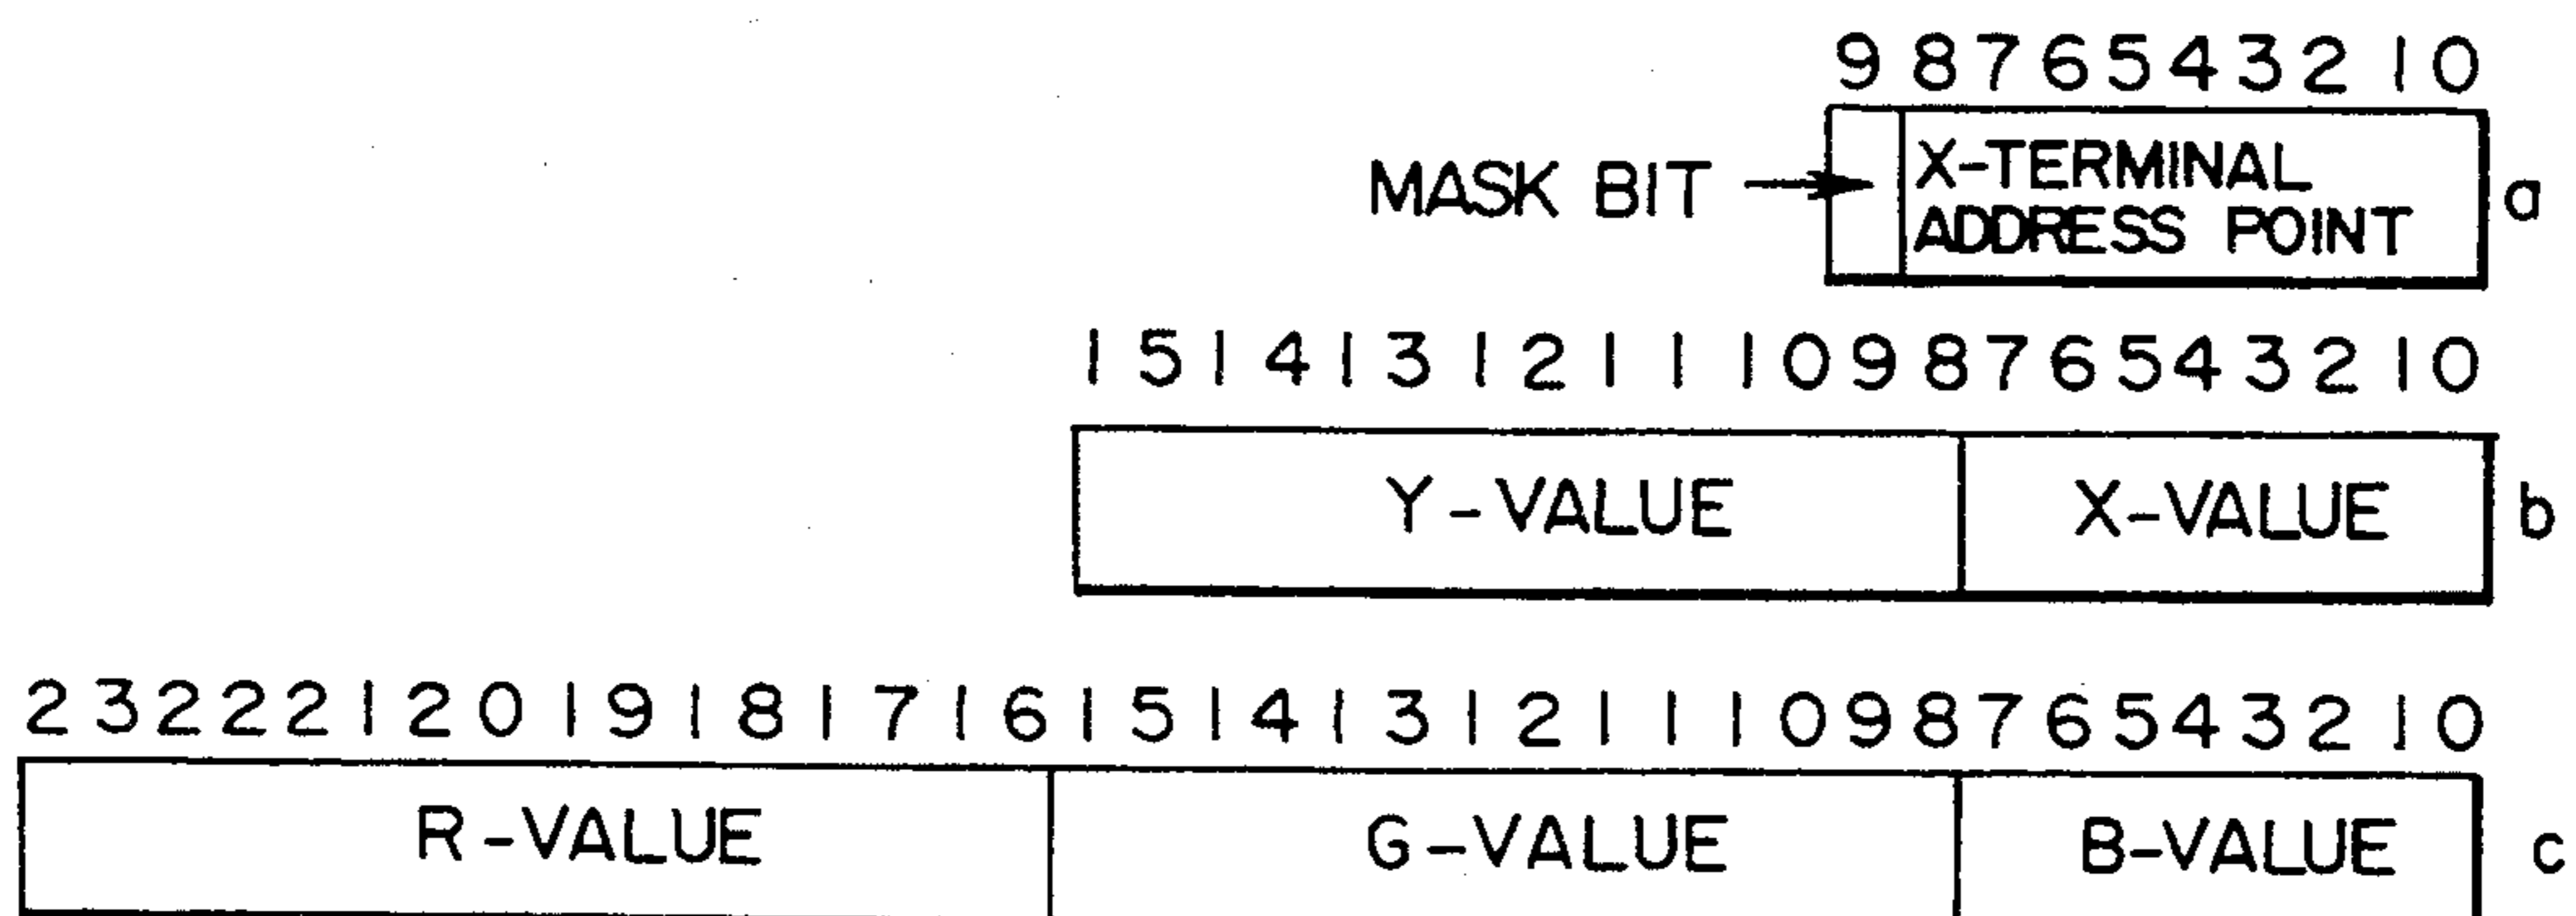 9 8 7 6 5 4 3 2 1 0
MASK BIT
X-TERMINAL
ADDRESS POINT
a
15 14 13 12 11 10 9 8 7 6 5 4 3 2 1 0
Y-VALUE X-VALUE b
23 22 21 20 19 18 17 16 15 14 13 12 11 10 9 8 7 6 5 4 3 2 1 0
R-VALUE G-VALUE B-VALUE c